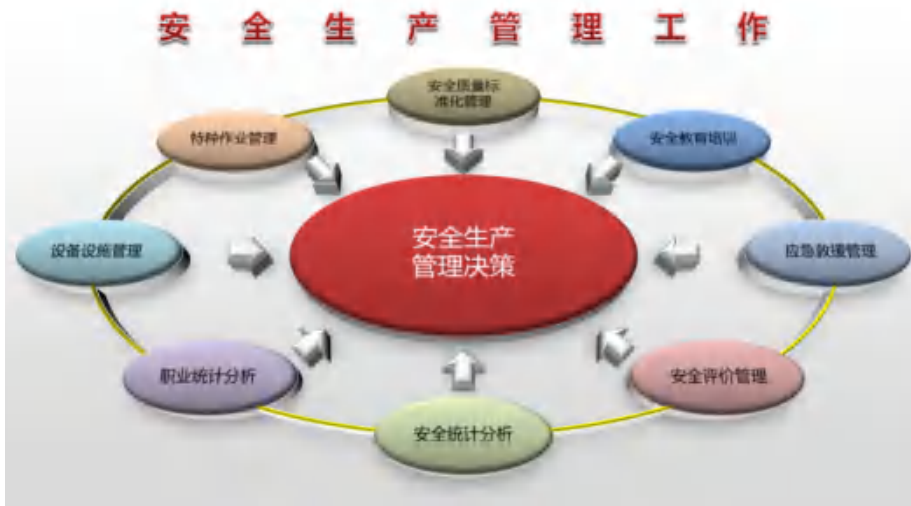 安全生产管理工作
安全质量标
准化管理
特种作业管理
安全教育培训
设备设施管理
安全生产
管理决策
应急救援管理
职业统计分析
安全评价管理
安全统计分析